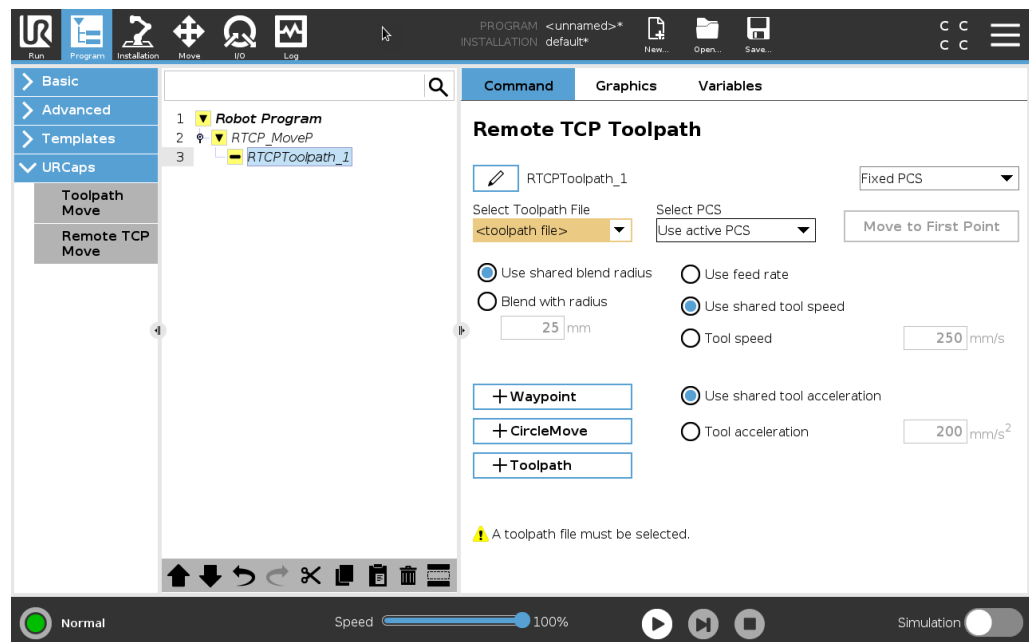 UR
Run
Program
Installation
Move
I/O
Log
PROGRAM <unnamed>*
INSTALLATION default*
New...
Open...
Save...
C C
C C
Basic
Advanced
Templates
URCaps
Toolpath
Move
Remote TCP
Move
1 Robot Program
2 RTCP_MoveP
3 RTCPToolpath_1
Command Graphics Variables
Remote TCP Toolpath
RTCPToolpath_1
Fixed PCS
Select Toolpath File
<toolpath file>
Select PCS
Use active PCS
Move to First Point
Use shared blend radius
Blend with radius
25 mm
Use feed rate
Use shared tool speed
Tool speed 250 mm/s
+ Waypoint
+ CircleMove
+ Toolpath
Use shared tool acceleration
Tool acceleration 200 mm/s²
A toolpath file must be selected.
Normal
Speed 100%
Simulation